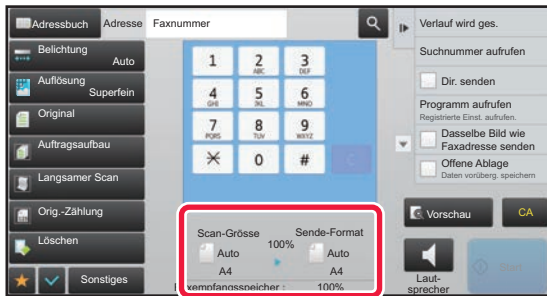 Adressbuch
Adresse
Faxnummer
Verlauf wird ges.
Belichtung
Auto
Suchnummer aufrufen
Auflösung
Superfein
Dir. senden
Original
Programm aufrufen
Registrierte Einst. aufrufen.
Auftragsaufbau
Dasselbe Bild wie
Faxadresse senden
Langsamer Scan
Offene Ablage
Daten vorüberg. speichern
Orig.-Zählung
Löschen
Sonstiges
1
2 ABC
3 DEF
4 GHI
5 JKL
6 MNO
7 PQRS
8 TUV
9 WXYZ
0
#
C
Scan-Grösse
100%
Sende-Format
Auto
Auto
A4
A4
xempfangsspeicher :
100%
Vorschau
CA
Laut-
sprecher
Start